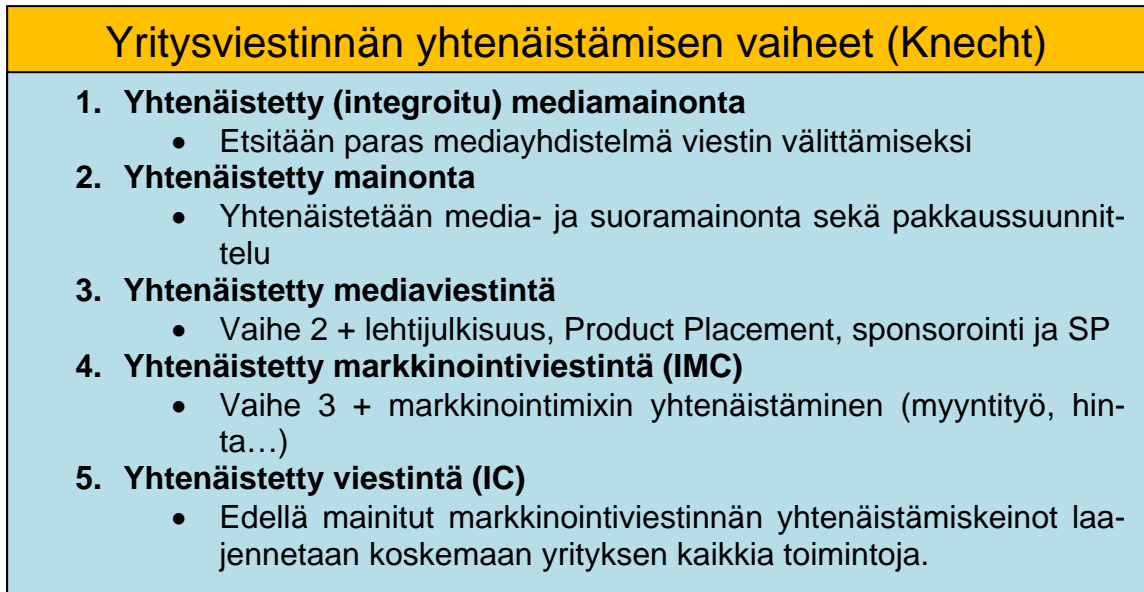 Yritysviestinnän yhtenäistämisen vaiheet (Knecht)
1. Yhtenäistetty (integroitu) mediamainonta
• Etsitään paras mediayhdistelmä viestin välittämiseksi
2. Yhtenäistetty mainonta
• Yhtenäistetään media- ja suoramainonta sekä pakkaussuunnit-
telu
3. Yhtenäistetty mediaviestintä
• Vaihe 2 + lehtijulkisuus, Product Placement, sponsorointi ja SP
4. Yhtenäistetty markkinointiviestintä (IMC)
• Vaihe 3 + markkinointimixin yhtenäistäminen (myyntityö, hin-
ta…)
5. Yhtenäistetty viestintä (IC)
• Edellä mainitut markkinointiviestinnän yhtenäistämiskeinot laa-
jennetaan koskemaan yrityksen kaikkia toimintoja.